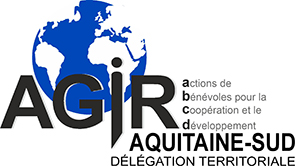 AGiR
actions de
bénévoles pour la
coopération et le
développement
AQUITAINE-SUD
DÉLÉGATION TERRITORIALE